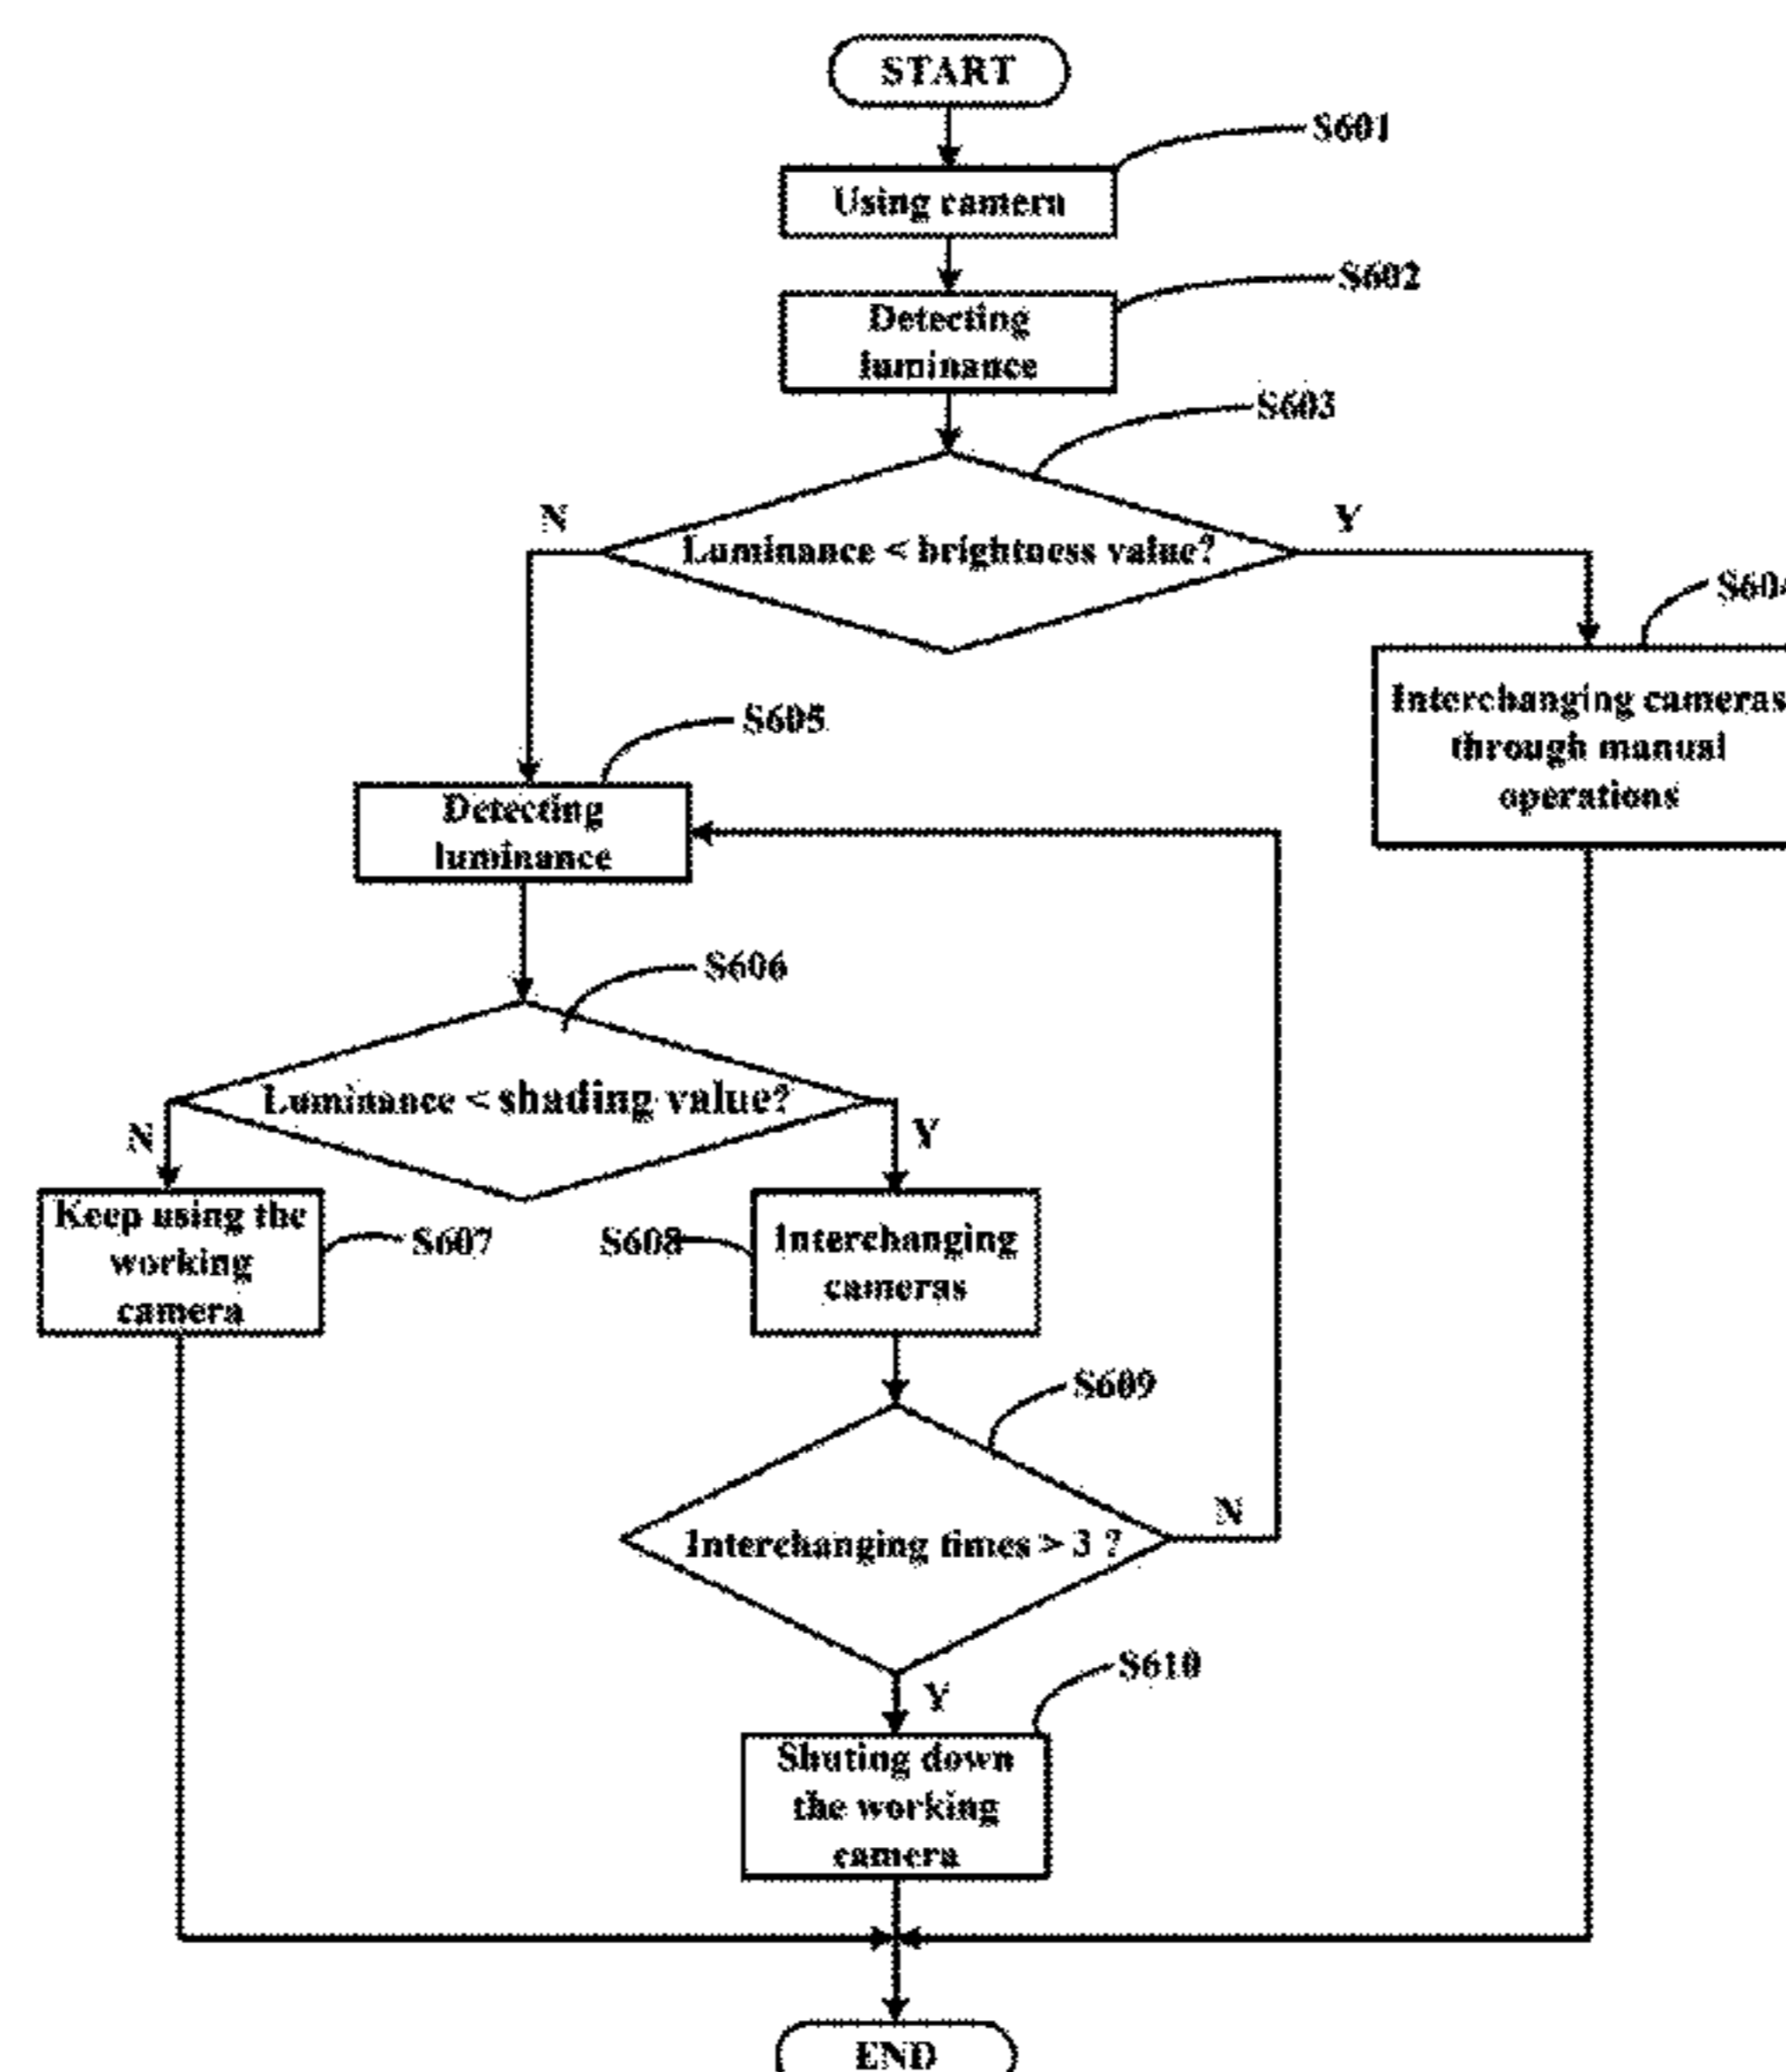 START
S601
Using camera
S602
Detecting
luminance
S603
N
Y
Luminance < brightness value?
S604
Interchanging cameras
through manual
operations
S605
Detecting
luminance
S606
Luminance < shading value?
N
Y
Keep using the
working
camera
S607
S608
Interchanging
cameras
S609
Interchanging times > 3 ?
N
Y
S610
Shuting down
the working
camera
END